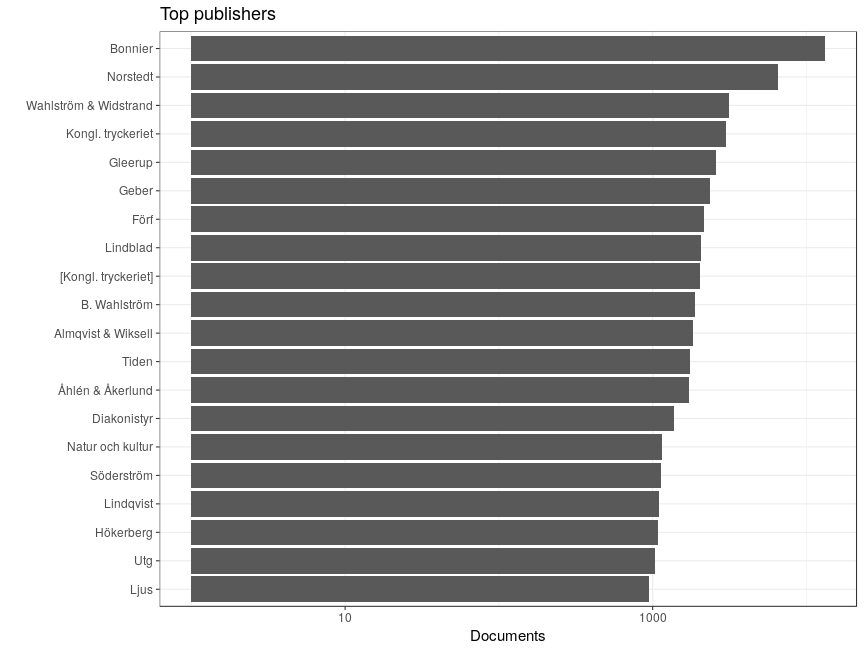 Top publishers
Bonnier
Norstedt
Wahlström & Widstrand
Kongl. tryckeriet
Gleerup
Geber
Förf
Lindblad
[Kongl. tryckeriet]
B. Wahlström
Almqvist & Wiksell
Tiden
Åhlén & Åkerlund
Diakonistyr
Natur och kultur
Söderström
Lindqvist
Hökerberg
Utg
Ljus
10 1000
Documents